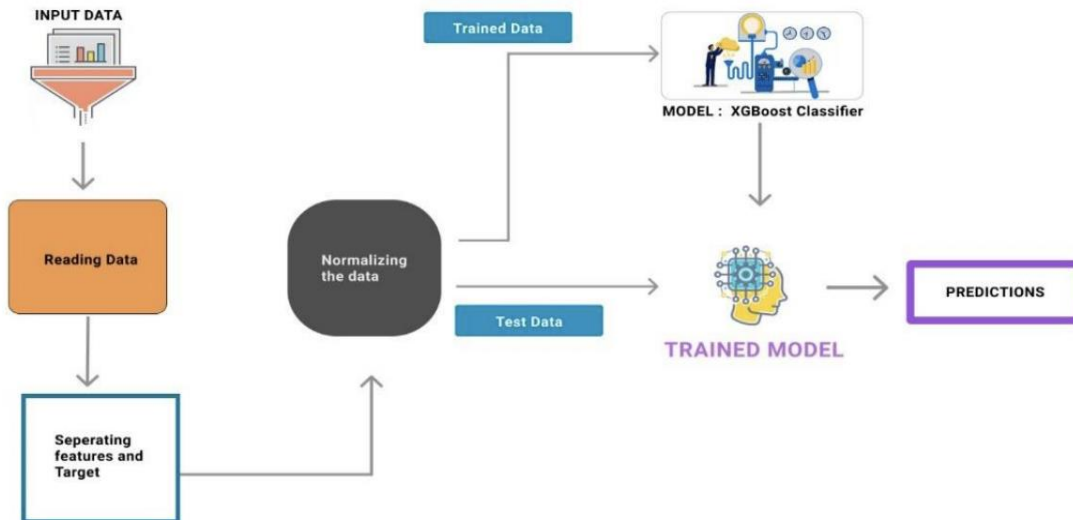 INPUT DATA
Trained Data
MODEL : XGBoost Classifier
Reading Data
Normalizing
the data
Test Data
TRAINED MODEL
PREDICTIONS
Seperating
features and
Target